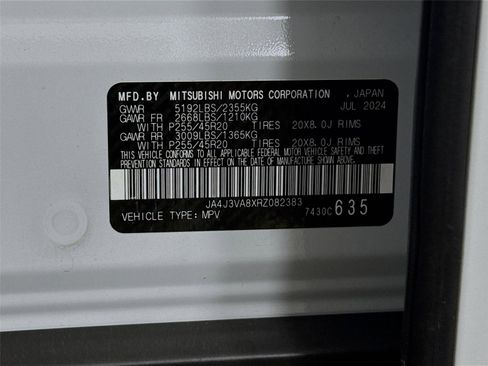 MFD.BY MITSUBISHI MOTORS CORPORATION , JAPAN
GVWR 5192LBS/2355KG JUL 2024
GAWR FR 2668LBS/1210KG
WITH P255/45R20 TIRES 20X8.0J RIMS
GAWR RR 3009LBS/1365KG
WITH P255/45R20 TIRES 20X8.0J RIMS
THIS VEHICLE CONFORMS TO ALL APPLICABLE FEDERAL MOTOR VEHICLE SAFETY, BUMPER, AND THEFT
PREVENTION STANDARDS IN EFFECT ON THE DATE OF MANUFACTURE SHOWN ABOVE.
JA4J3VA8XRZ082383
VEHICLE TYPE: MPV 7430C 635